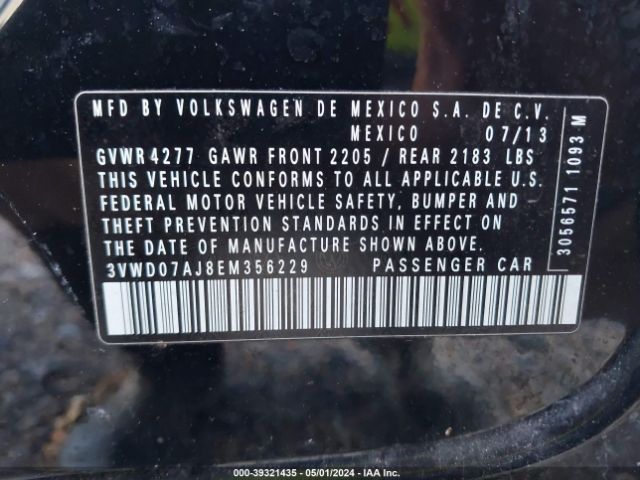 MFD BY VOLKSWAGEN DE MEXICO S.A. DE C.V.
MEXICO 07/13
GVWR 4277 GAWR FRONT 2205 / REAR 2183 LBS
THIS VEHICLE CONFORMS TO ALL APPLICABLE U.S.
FEDERAL MOTOR VEHICLE SAFETY, BUMPER AND
THEFT PREVENTION STANDARDS IN EFFECT ON
THE DATE OF MANUFACTURE SHOWN ABOVE.
3VWD07AJ8EM356229 PASSENGER CAR
3056571 1093 M
000-39321435 - 05/01/2024 - IAA Inc.